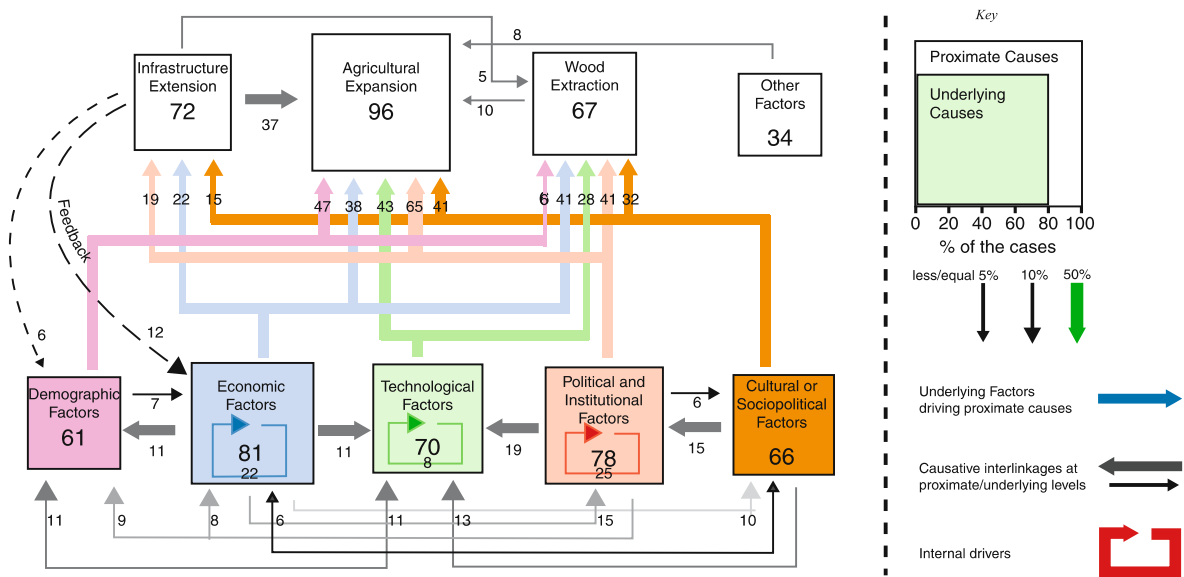 Key
8
Infrastructure
Extension
72
37
Agricultural
Expansion
96
5
10
Wood
Extraction
67
Other
Factors
34
Proximate Causes
Underlying
Causes
0 20 40 60 80 100
% of the cases
less/equal 5% 10% 50%
19 22 15 47 38 43 65 41 6 41 28 41 32
Feedback
6
12
Demographic
Factors
61
7
11
Economic
Factors
81
22
11
Technological
Factors
70
8
19
Political and
Institutional
Factors
78
25
6
15
Cultural or
Sociopolitical
Factors
66
11 9 8 6 11 13 15 10
Underlying Factors
driving proximate causes
Causative interlinkages at
proximate/underlying levels
Internal drivers